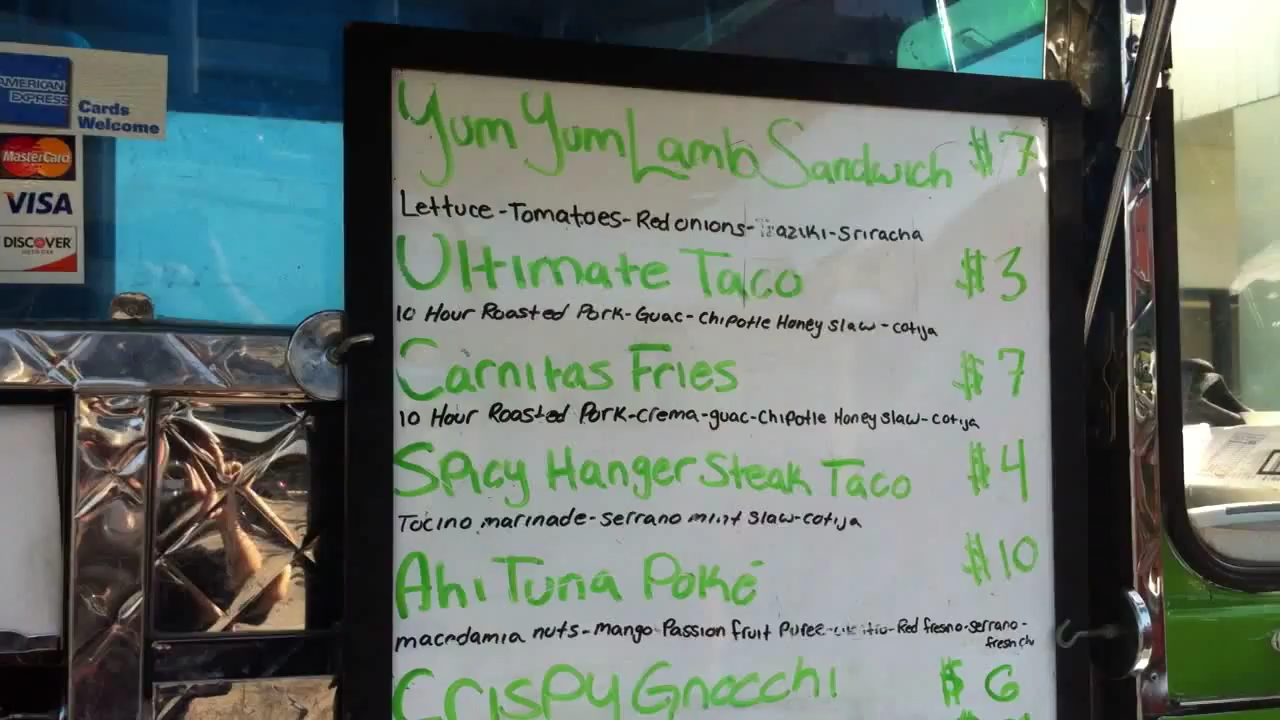 AMERICAN
EXPRESS
Cards
Welcome
MasterCard
VISA
DISCOVER
NETWORK
Yum Yum Lamb Sandwich $7
Lettuce-Tomatoes-Red onions- -Sriracha
Ultimate Taco $3
10 Hour Roasted Pork-Guac-Chipotle Honey slaw-cotija
Carnitas Fries $7
10 Hour Roasted Pork-crema-guac-Chipotle Honey slaw-cotija
Spicy Hanger Steak Taco $4
Tocino marinade-serrano mint slaw-cotija
Ahi Tuna Poké $10
macadamia nuts-mango-Passion fruit Puree- -Red fresno-serrano-
fresh
Crispy Gnocchi $6